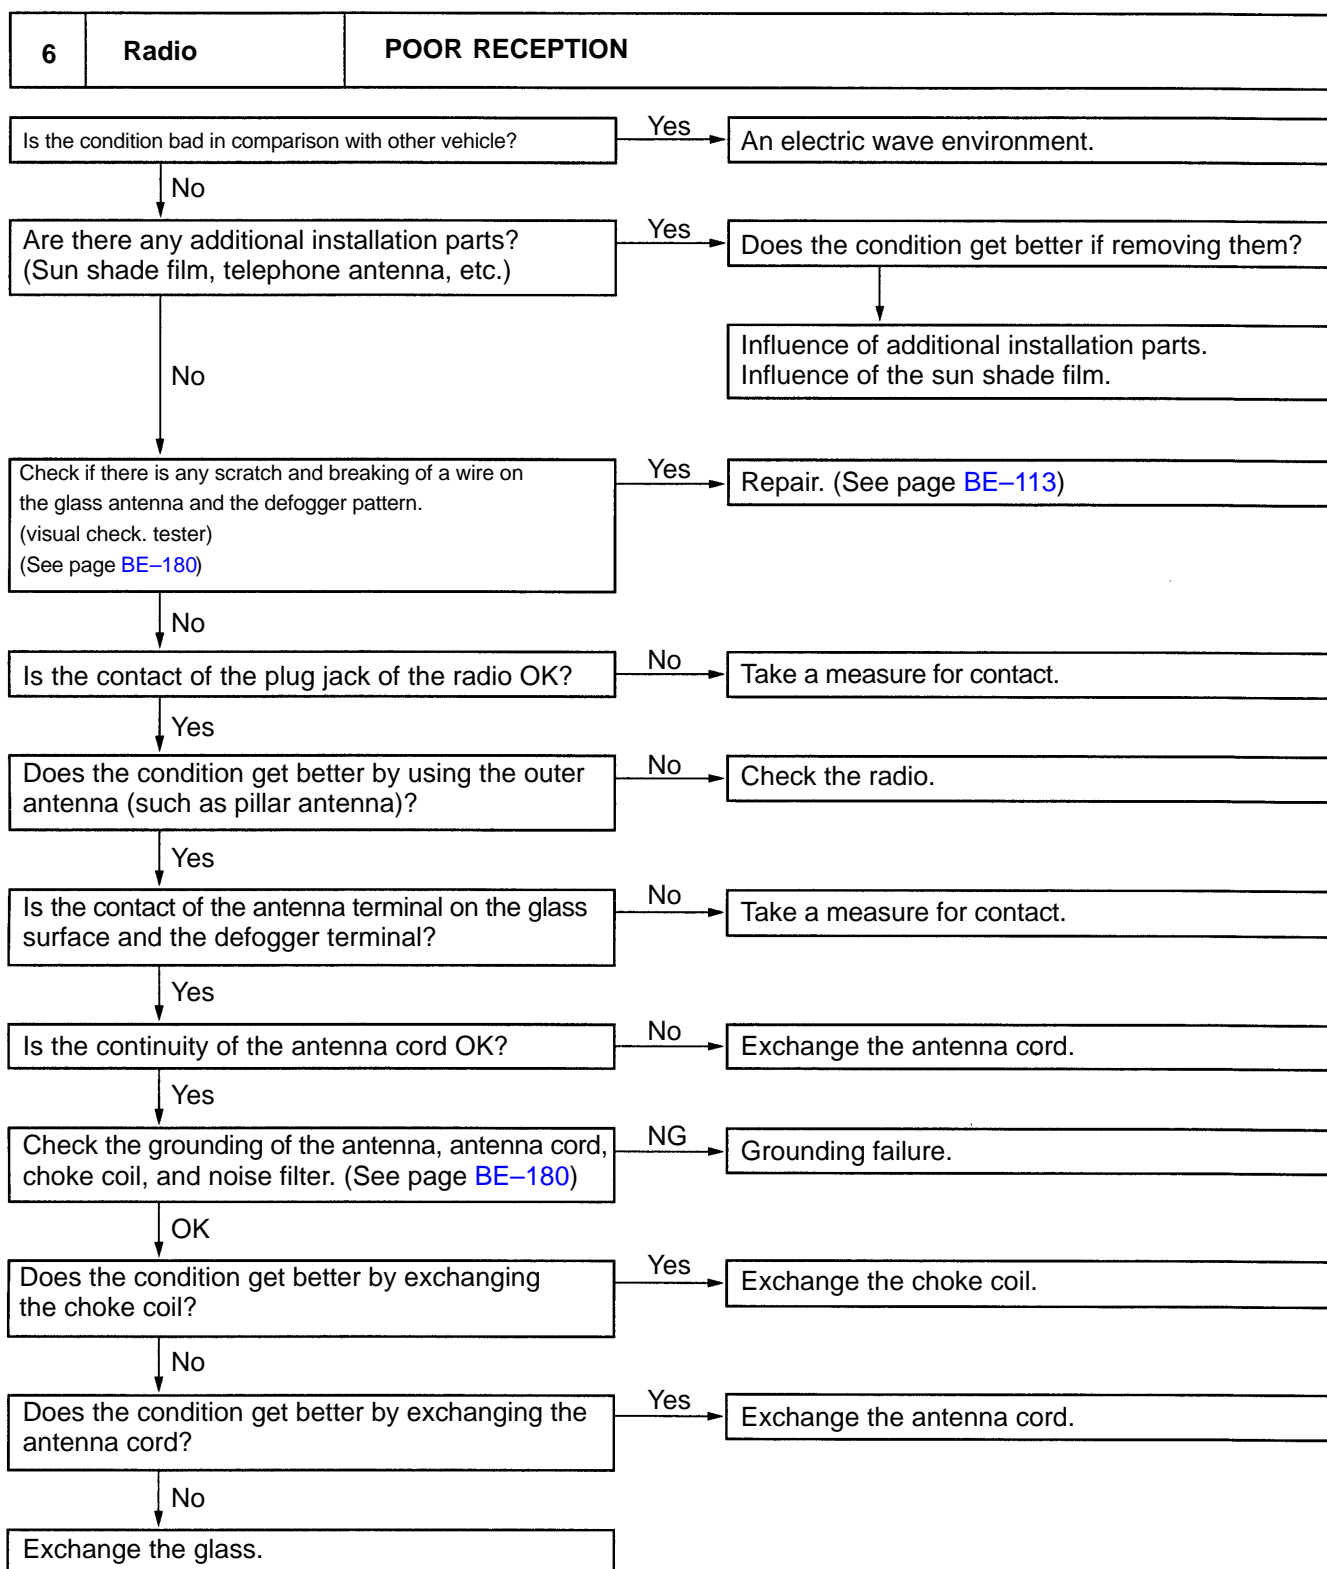 6 Radio POOR RECEPTION
Is the condition bad in comparison with other vehicle?
Yes
An electric wave environment.
No
Are there any additional installation parts?
(Sun shade film, telephone antenna, etc.)
Yes
Does the condition get better if removing them?
Influence of additional installation parts.
Influence of the sun shade film.
No
Check if there is any scratch and breaking of a wire on
the glass antenna and the defogger pattern.
(visual check. tester)
(See page BE–180)
Yes
Repair. (See page BE–113)
No
Is the contact of the plug jack of the radio OK?
No
Take a measure for contact.
Yes
Does the condition get better by using the outer
antenna (such as pillar antenna)?
No
Check the radio.
Yes
Is the contact of the antenna terminal on the glass
surface and the defogger terminal?
No
Take a measure for contact.
Yes
Is the continuity of the antenna cord OK?
No
Exchange the antenna cord.
Yes
Check the grounding of the antenna, antenna cord,
choke coil, and noise filter. (See page BE–180)
NG
Grounding failure.
OK
Does the condition get better by exchanging
the choke coil?
Yes
Exchange the choke coil.
No
Does the condition get better by exchanging the
antenna cord?
Yes
Exchange the antenna cord.
No
Exchange the glass.